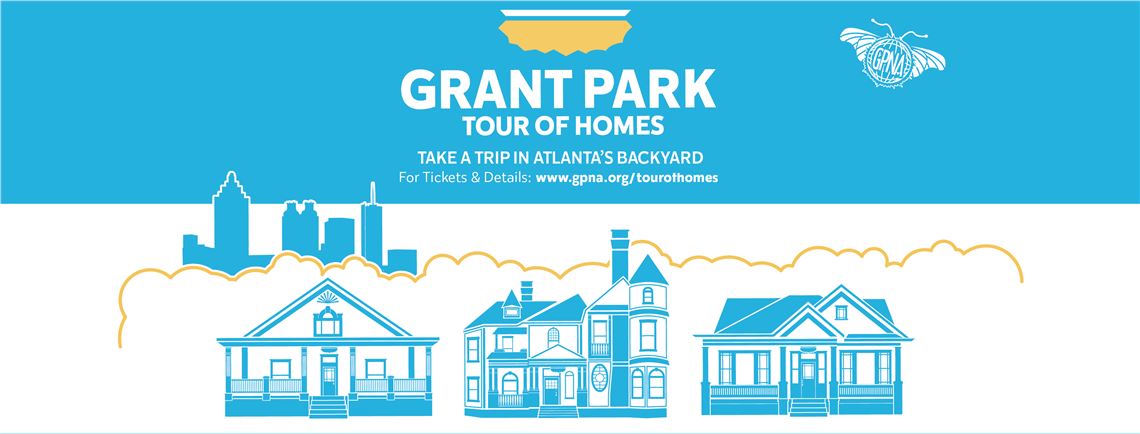 GPNA
GRANT PARK
TOUR OF HOMES
TAKE A TRIP IN ATLANTA'S BACKYARD
For Tickets & Details: www.gpna.org/tourofhomes